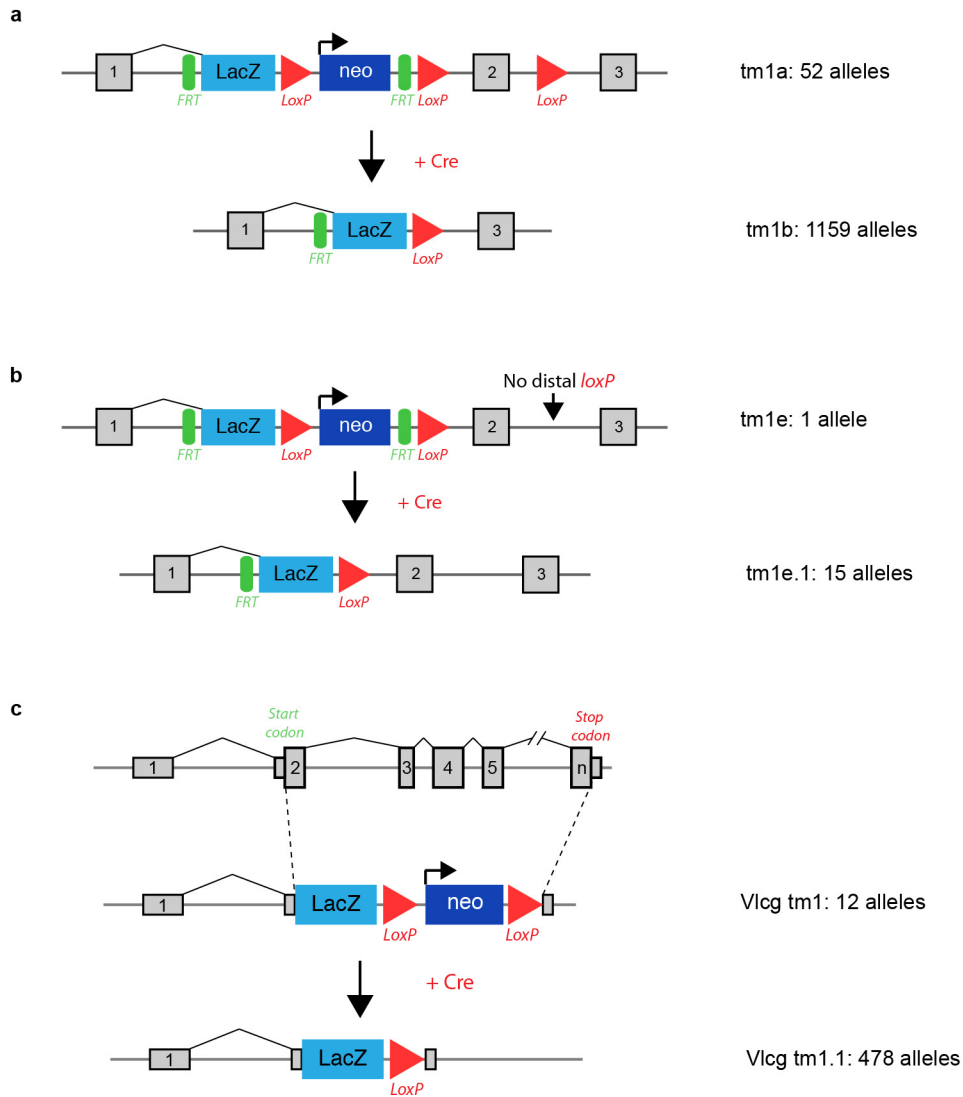 a
1 LacZ neo 2 3
FRT LoxP FRT LoxP LoxP
tm1a: 52 alleles
+ Cre
1 LacZ 3
FRT LoxP
tm1b: 1159 alleles
b
No distal loxP
1 LacZ neo 2 3
FRT LoxP FRT LoxP
tm1e: 1 allele
+ Cre
1 LacZ 2 3
FRT LoxP
tm1e.1: 15 alleles
c
Start
codon
Stop
codon
1 2 3 4 5 n
1 LacZ neo
LoxP LoxP
Vlcg tm1: 12 alleles
+ Cre
1 LacZ
LoxP
Vlcg tm1.1: 478 alleles